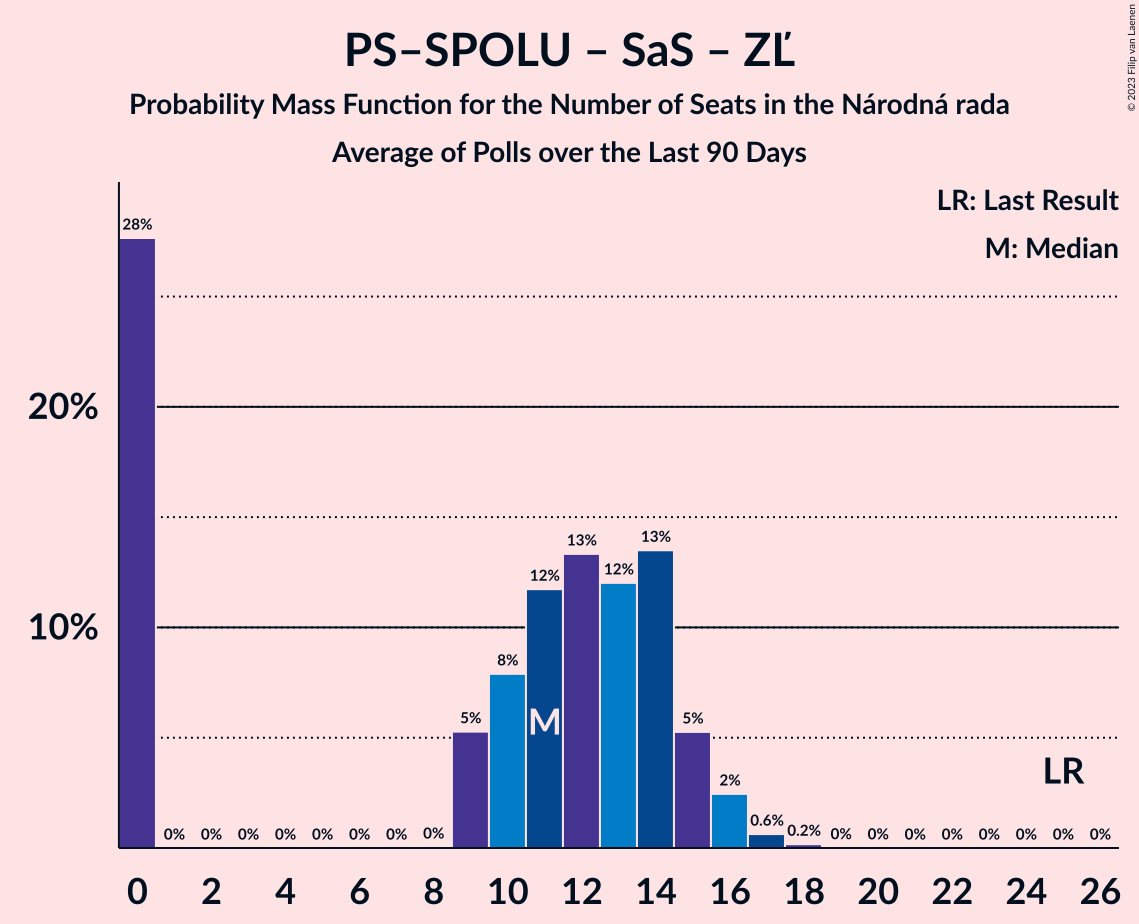 PS–SPOLU – SaS – ZĽ
Probability Mass Function for the Number of Seats in the Národná rada
Average of Polls over the Last 90 Days
© 2023 Filip van Laenen
LR: Last Result
M: Median
28%
20%
13%
13%
12%
12%
10%
8%
5%
M
5%
2%
LR
0% 0% 0% 0% 0% 0% 0% 0% 0.6% 0.2% 0% 0% 0% 0% 0% 0% 0% 0%
0 2 4 6 8 10 12 14 16 18 20 22 24 26